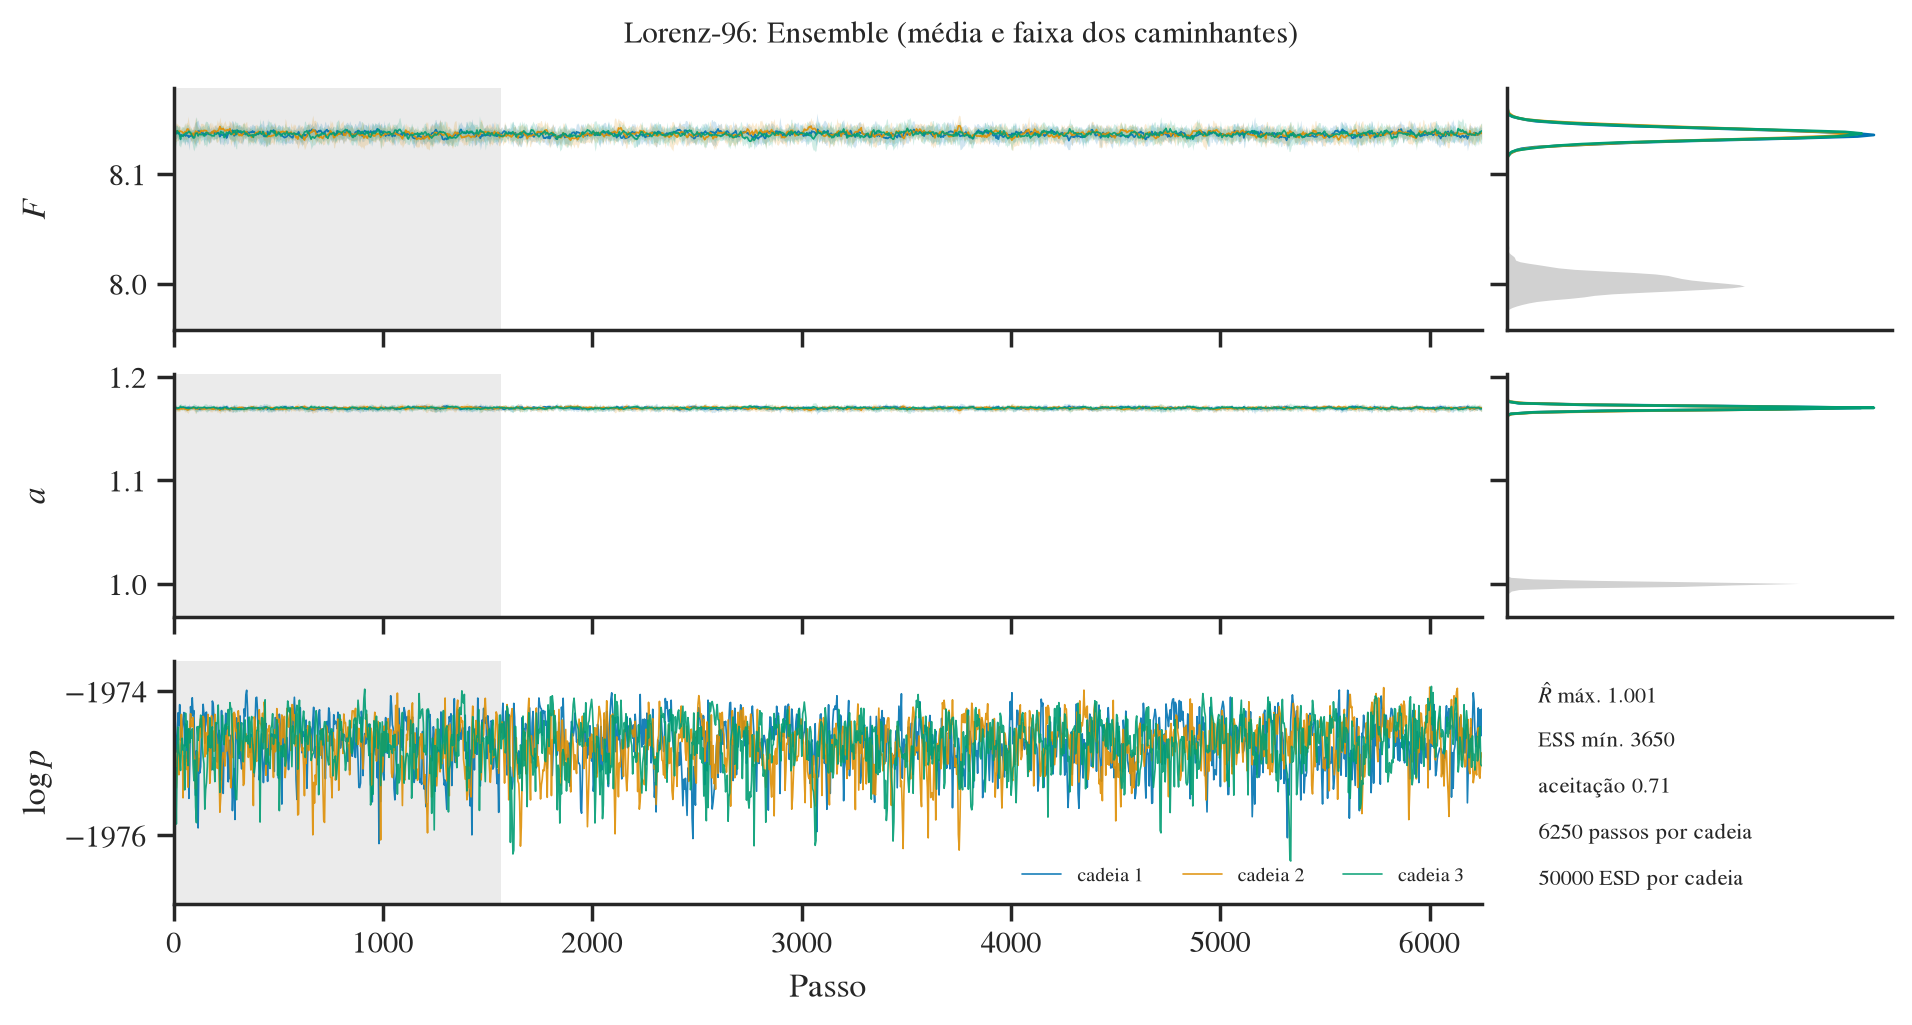 Lorenz-96: Ensemble (média e faixa dos caminhantes)
F
8.1
8.0
a
1.2
1.1
1.0
log p
−1974
−1976
cadeia 1
cadeia 2
cadeia 3
0
1000
2000
3000
4000
5000
6000
Passo
R̂ máx. 1.001
ESS mín. 3650
aceitação 0.71
6250 passos por cadeia
50000 ESD por cadeia